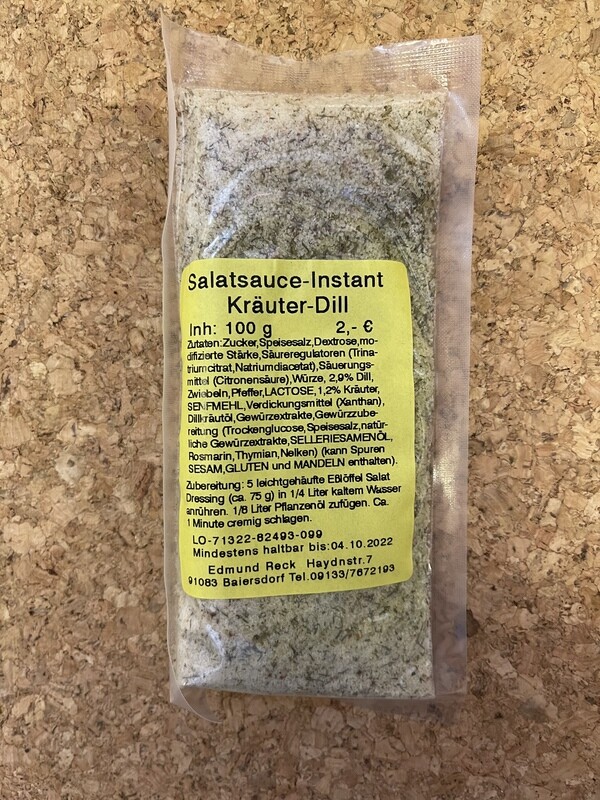 Salatsauce-Instant
Kräuter-Dill
Inh: 100 g 2,- €
Zutaten:Zucker,Speisesalz,Dextrose,mo-
difizierte Stärke,Säureregulatoren (Trina-
triumcitrat,Natriumdiacetat),Säuerungs-
mittel (Citronensäure),Würze, 2,9% Dill,
Zwiebeln,Pfeffer,LACTOSE,1,2% Kräuter,
SENFMEHL,Verdickungsmittel (Xanthan),
Dillkräutöl,Gewürzextrakte,Gewürzzube-
reitung (Trockenglucose,Speisesalz,natür-
liche Gewürzextrakte,SELLERIESAMENÖL,
Rosmarin,Thymian,Nelken) (kann Spuren
SESAM,GLUTEN und MANDELN enthalten).
Zubereitung: 5 leichtgehäufte Eßlöffel Salat
Dressing (ca. 75 g) in 1/4 Liter kaltem Wasser
anrühren. 1/8 Liter Pflanzenöl zufügen. Ca.
1 Minute cremig schlagen.
LO-71322-82493-099
Mindestens haltbar bis:04.10.2022
Edmund Reck Haydnstr.7
91083 Baiersdorf Tel.09133/7672193